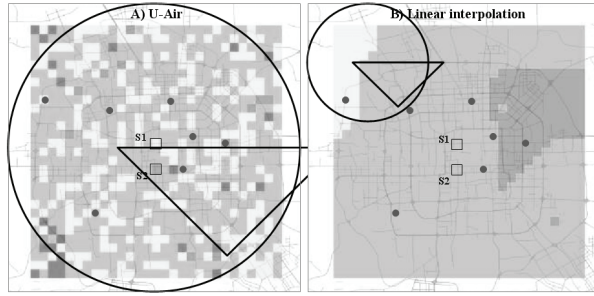 A) U-Air
B) Linear interpolation
S1
S2
S1
S2